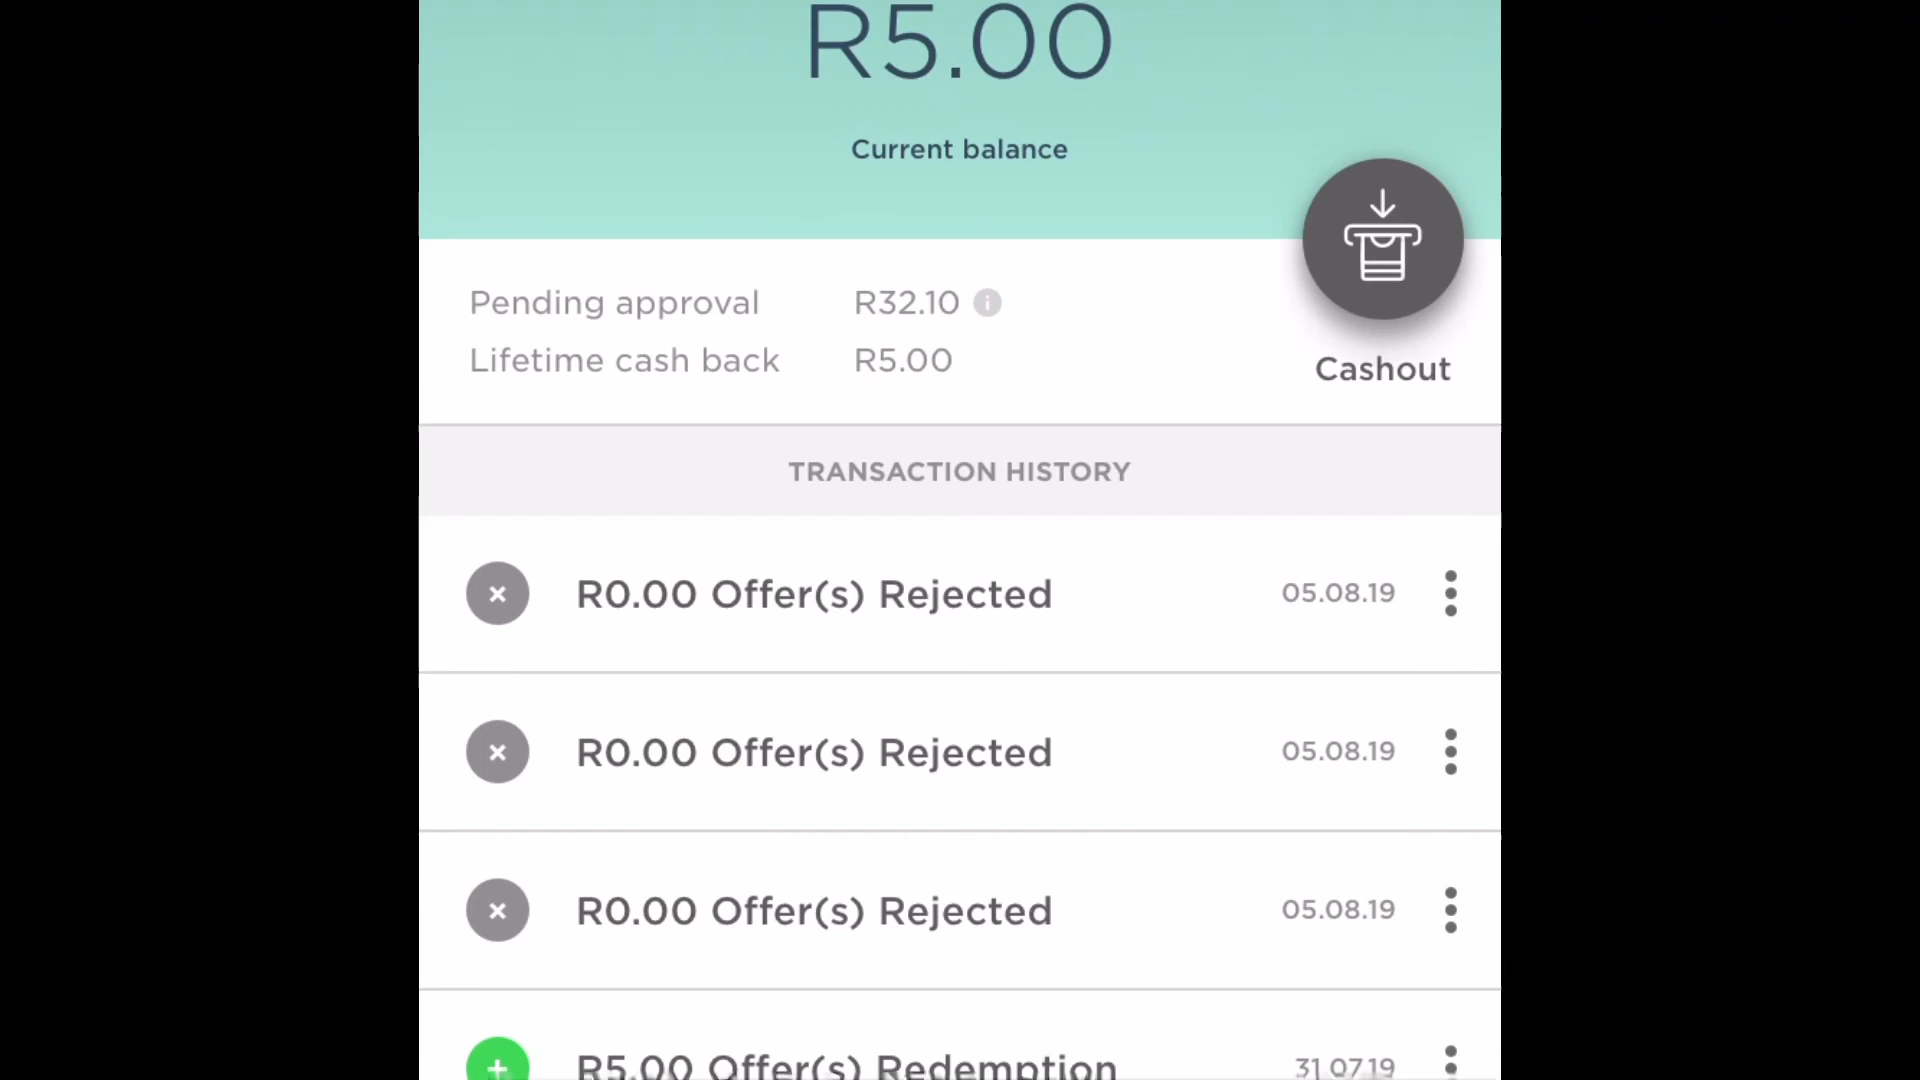 R5.00
Current balance
Pending approval R32.10
Lifetime cash back R5.00
Cashout
TRANSACTION HISTORY
R0.00 Offer(s) Rejected 05.08.19
R0.00 Offer(s) Rejected 05.08.19
R0.00 Offer(s) Rejected 05.08.19
R5.00 Offer(s) Redemption 31.07.19